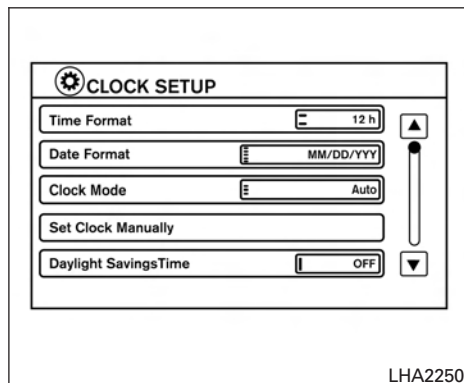 CLOCK SETUP
Time Format 12 h
Date Format MM/DD/YYY
Clock Mode Auto
Set Clock Manually
Daylight SavingsTime OFF
LHA2250